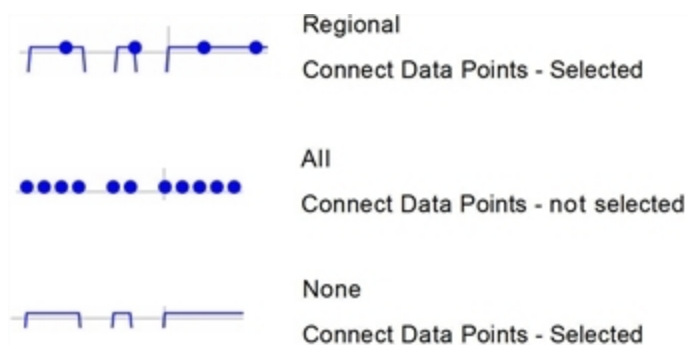 Regional
Connect Data Points - Selected
All
Connect Data Points - not selected
None
Connect Data Points - Selected